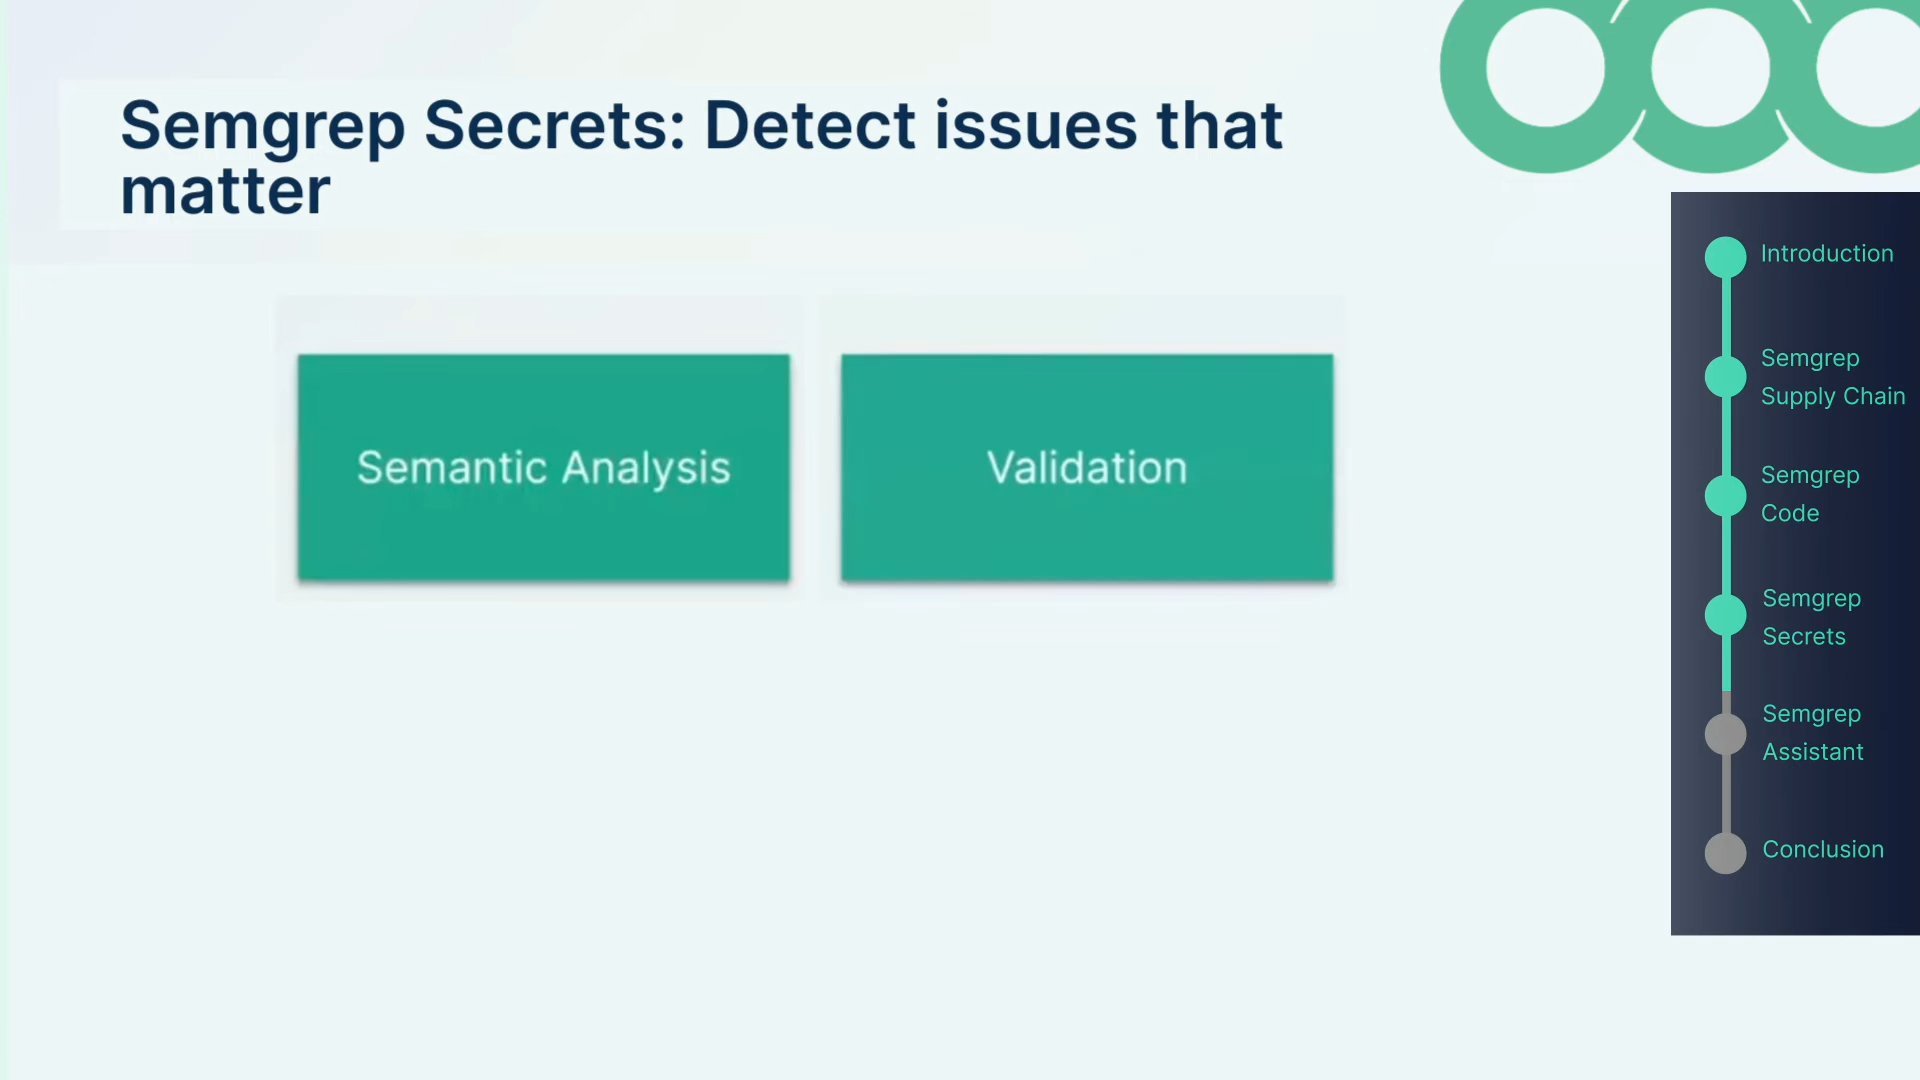 Semgrep Secrets: Detect issues that
matter
Semantic Analysis
Validation
Introduction
Semgrep
Supply Chain
Semgrep
Code
Semgrep
Secrets
Semgrep
Assistant
Conclusion